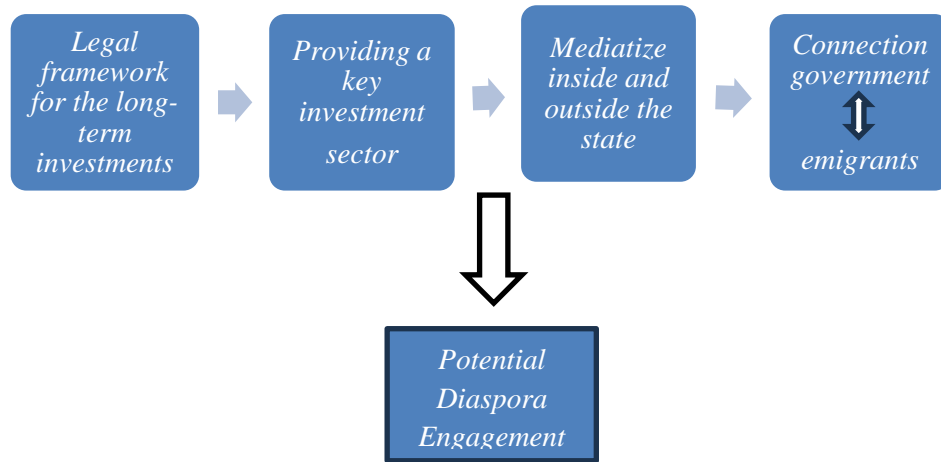 Legal
framework
for the long-
term
investments
Providing a
key
investment
sector
Mediatize
inside and
outside the
state
Connection
government
emigrants
Potential
Diaspora
Engagement